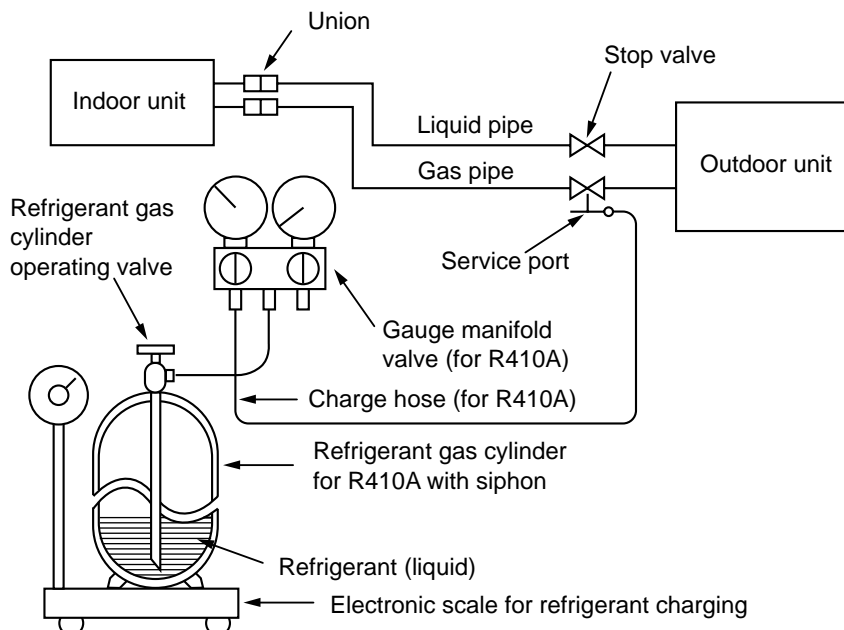 Union
Stop valve
Indoor unit
Liquid pipe
Gas pipe
Outdoor unit
Refrigerant gas
cylinder
operating valve
Service port
Gauge manifold
valve (for R410A)
Charge hose (for R410A)
Refrigerant gas cylinder
for R410A with siphon
Refrigerant (liquid)
Electronic scale for refrigerant charging